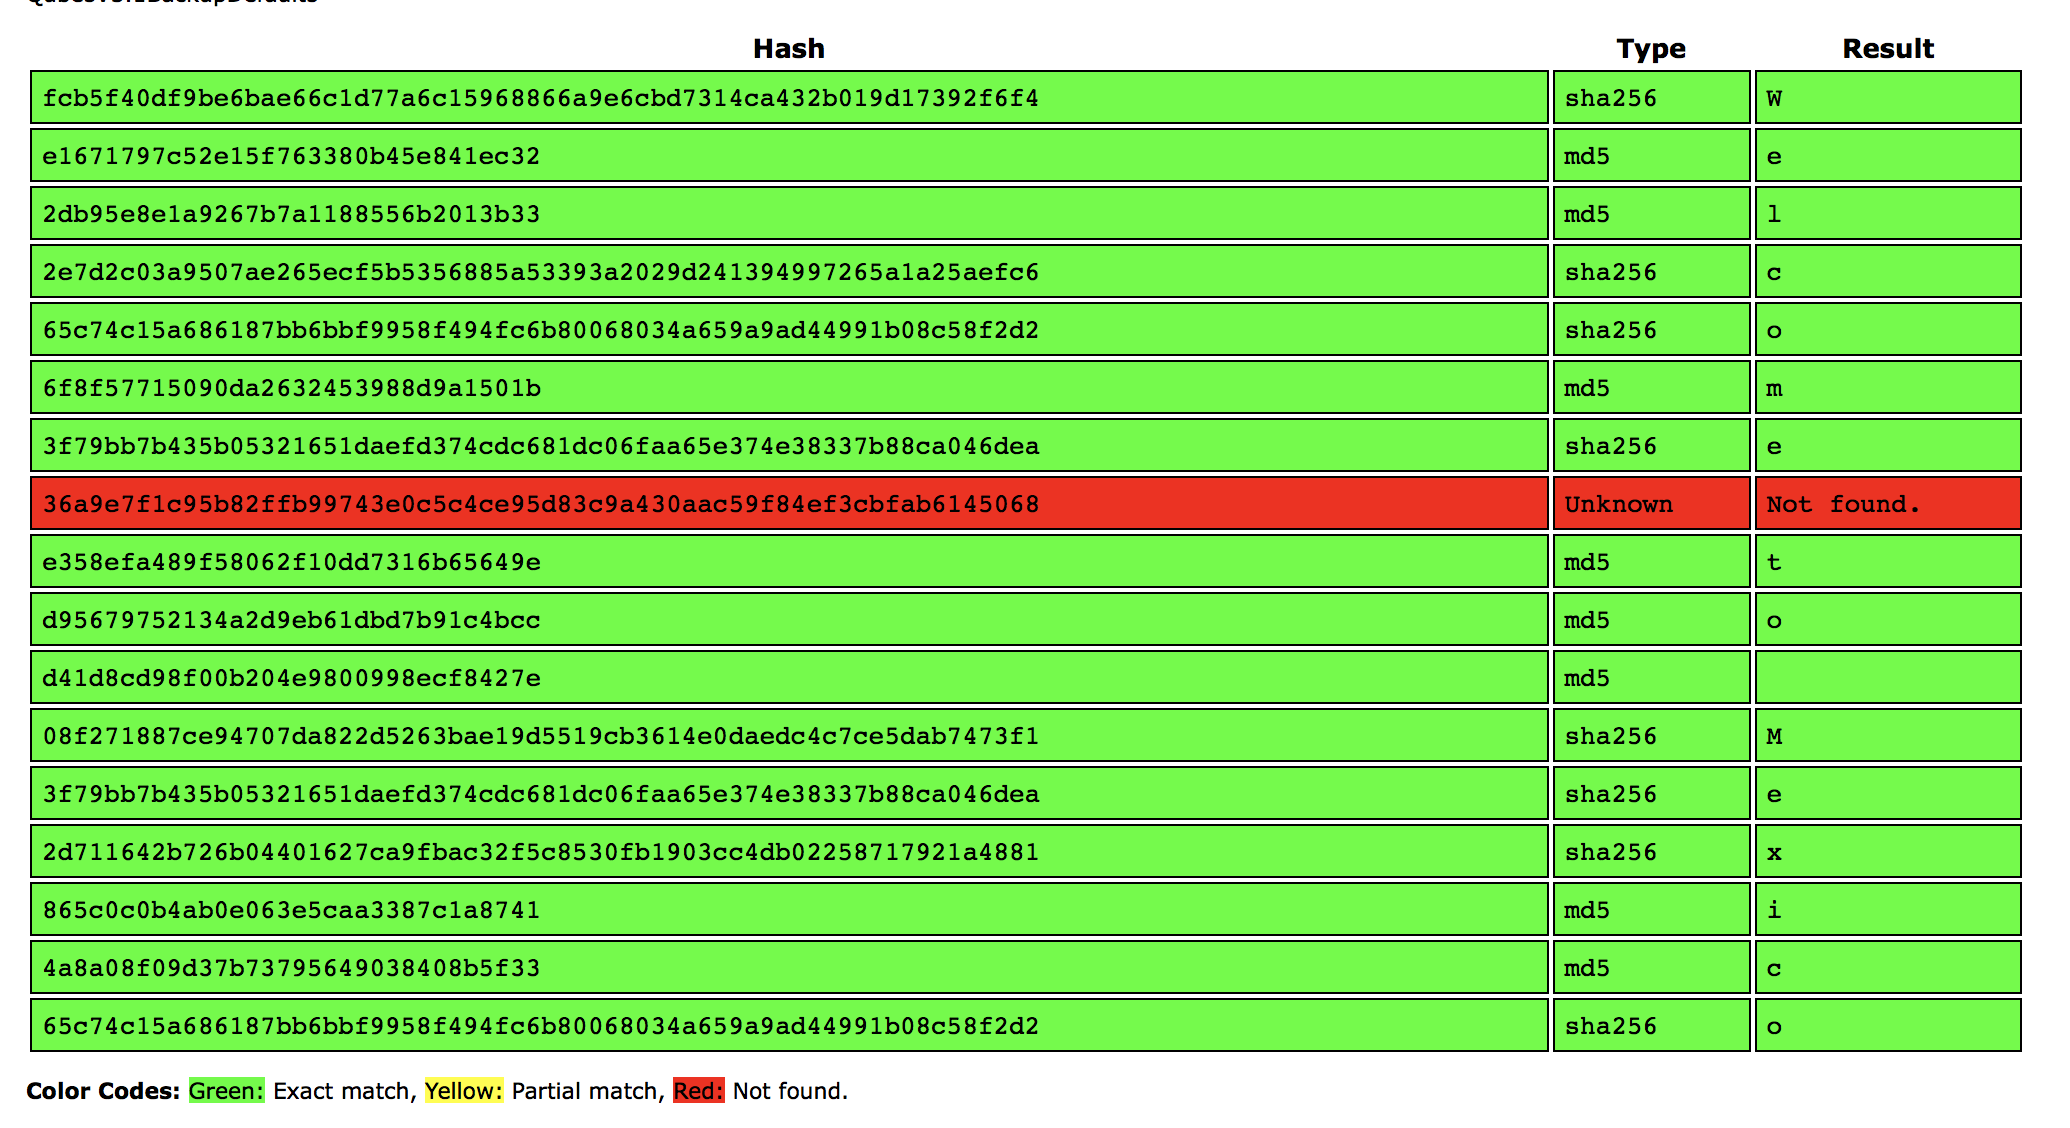 Hash Type Result
fcb5f40df9be6bae66c1d77a6c15968866a9e6cbd7314ca432b019d17392f6f4 sha256 W
e1671797c52e15f763380b45e841ec32 md5 e
2db95e8e1a9267b7a1188556b2013b33 md5 l
2e7d2c03a9507ae265ecf5b5356885a53393a2029d241394997265a1a25aefc6 sha256 c
65c74c15a686187bb6bbf9958f494fc6b80068034a659a9ad44991b08c58f2d2 sha256 o
6f8f57715090da2632453988d9a1501b md5 m
3f79bb7b435b05321651daefd374cdc681dc06faa65e374e38337b88ca046dea sha256 e
36a9e7f1c95b82ffb99743e0c5c4ce95d83c9a430aac59f84ef3cbfab6145068 Unknown Not found.
e358efa489f58062f10dd7316b65649e md5 t
d95679752134a2d9eb61dbd7b91c4bcc md5 o
d41d8cd98f00b204e9800998ecf8427e md5
08f271887ce94707da822d5263bae19d5519cb3614e0daedc4c7ce5dab7473f1 sha256 M
3f79bb7b435b05321651daefd374cdc681dc06faa65e374e38337b88ca046dea sha256 e
2d711642b726b04401627ca9fbac32f5c8530fb1903cc4db02258717921a4881 sha256 x
865c0c0b4ab0e063e5caa3387c1a8741 md5 i
4a8a08f09d37b73795649038408b5f33 md5 c
65c74c15a686187bb6bbf9958f494fc6b80068034a659a9ad44991b08c58f2d2 sha256 o
Color Codes: Green: Exact match, Yellow: Partial match, Red: Not found.